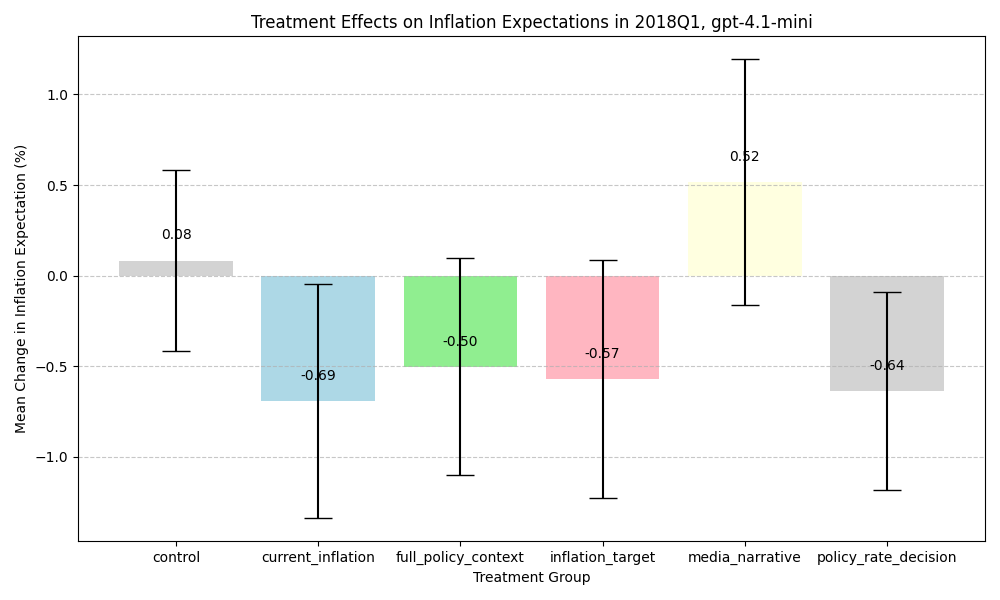 Treatment Effects on Inflation Expectations in 2018Q1, gpt-4.1-mini
Mean Change in Inflation Expectation (%)
1.0
0.5
0.0
−0.5
−1.0
0.08
-0.69
-0.50
-0.57
0.52
-0.64
control
current_inflation
full_policy_context
inflation_target
media_narrative
policy_rate_decision
Treatment Group